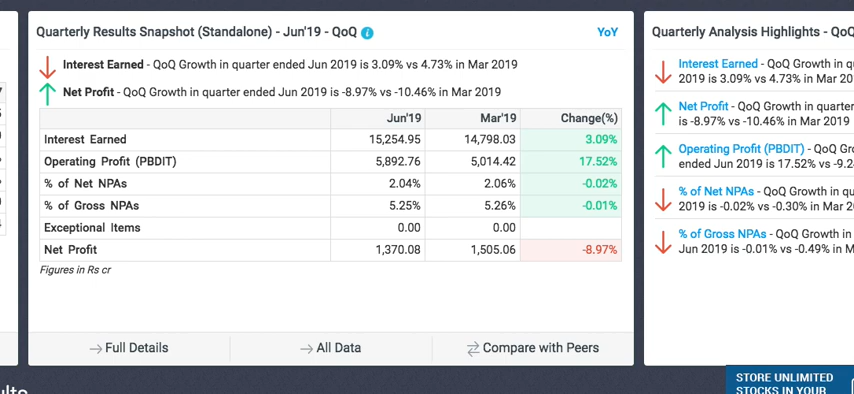 Quarterly Results Snapshot (Standalone) - Jun'19 - QoQ
YoY
Interest Earned - QoQ Growth in quarter ended Jun 2019 is 3.09% vs 4.73% in Mar 2019
Net Profit - QoQ Growth in quarter ended Jun 2019 is -8.97% vs -10.46% in Mar 2019
Jun'19 Mar'19 Change(%)
Interest Earned 15,254.95 14,798.03 3.09%
Operating Profit (PBDIT) 5,892.76 5,014.42 17.52%
% of Net NPAs 2.04% 2.06% -0.02%
% of Gross NPAs 5.25% 5.26% -0.01%
Exceptional Items 0.00 0.00
Net Profit 1,370.08 1,505.06 -8.97%
Figures in Rs cr
Full Details All Data Compare with Peers
Quarterly Analysis Highlights - QoQ
Interest Earned - QoQ Growth in
2019 is 3.09% vs 4.73% in Mar 20
Net Profit - QoQ Growth in quarter
is -8.97% vs -10.46% in Mar 2019
Operating Profit (PBDIT) - QoQ
ended Jun 2019 is 17.52% vs -9.2
% of Net NPAs - QoQ Growth in
2019 is -0.02% vs -0.30% in Mar
% of Gross NPAs - QoQ Growth in
Jun 2019 is -0.01% vs -0.49% in
STORE UNLIMITED
STOCKS IN YOUR